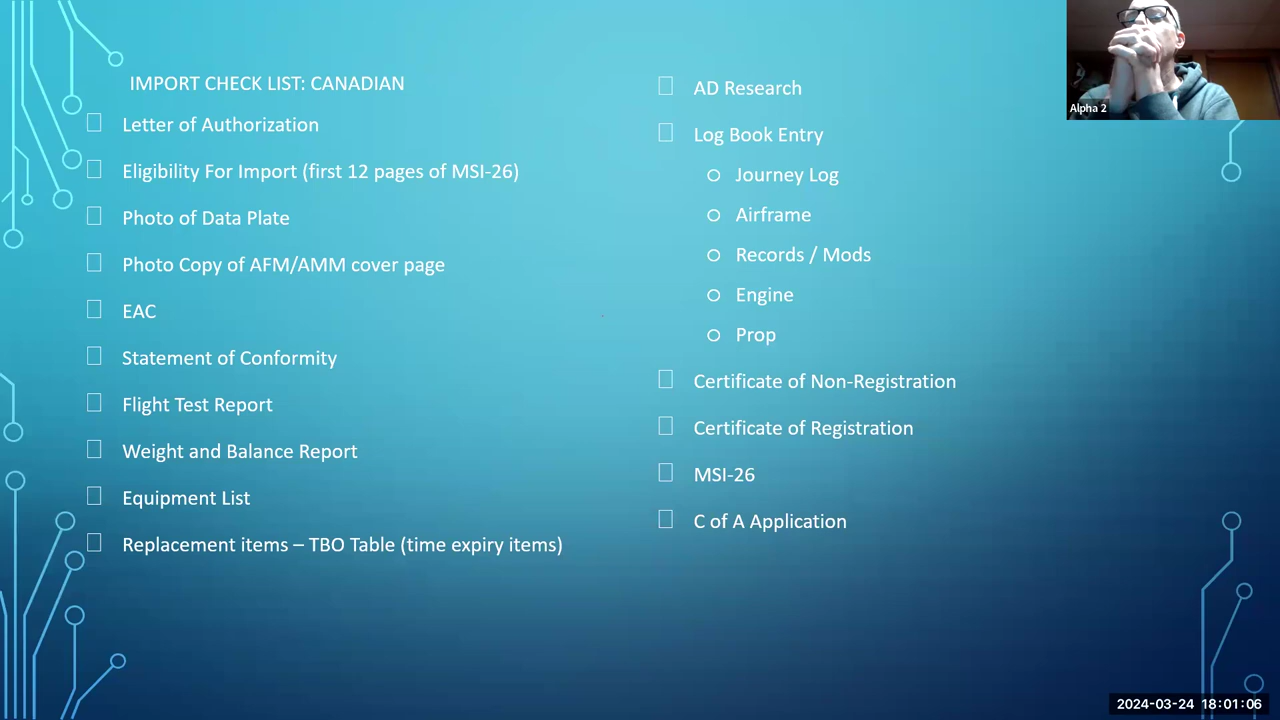 IMPORT CHECK LIST: CANADIAN
Letter of Authorization
Eligibility For Import (first 12 pages of MSI-26)
Photo of Data Plate
Photo Copy of AFM/AMM cover page
EAC
Statement of Conformity
Flight Test Report
Weight and Balance Report
Equipment List
Replacement items – TBO Table (time expiry items)
AD Research
Log Book Entry
Journey Log
Airframe
Records / Mods
Engine
Prop
Certificate of Non-Registration
Certificate of Registration
MSI-26
C of A Application
Alpha 2
2024-03-24 18:01:06